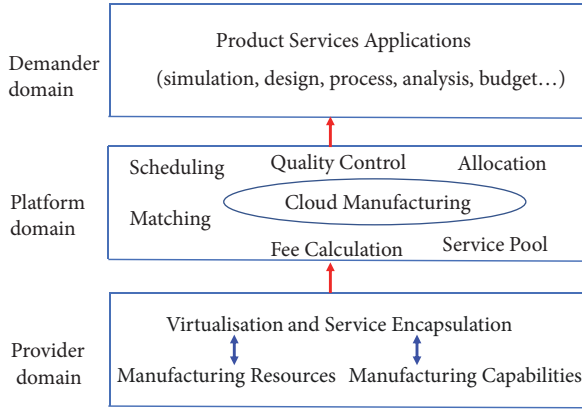 Demander domain
Product Services Applications
(simulation, design, process, analysis, budget…)
Platform domain
Scheduling
Quality Control
Allocation
Matching
Cloud Manufacturing
Fee Calculation
Service Pool
Provider domain
Virtualisation and Service Encapsulation
Manufacturing Resources
Manufacturing Capabilities